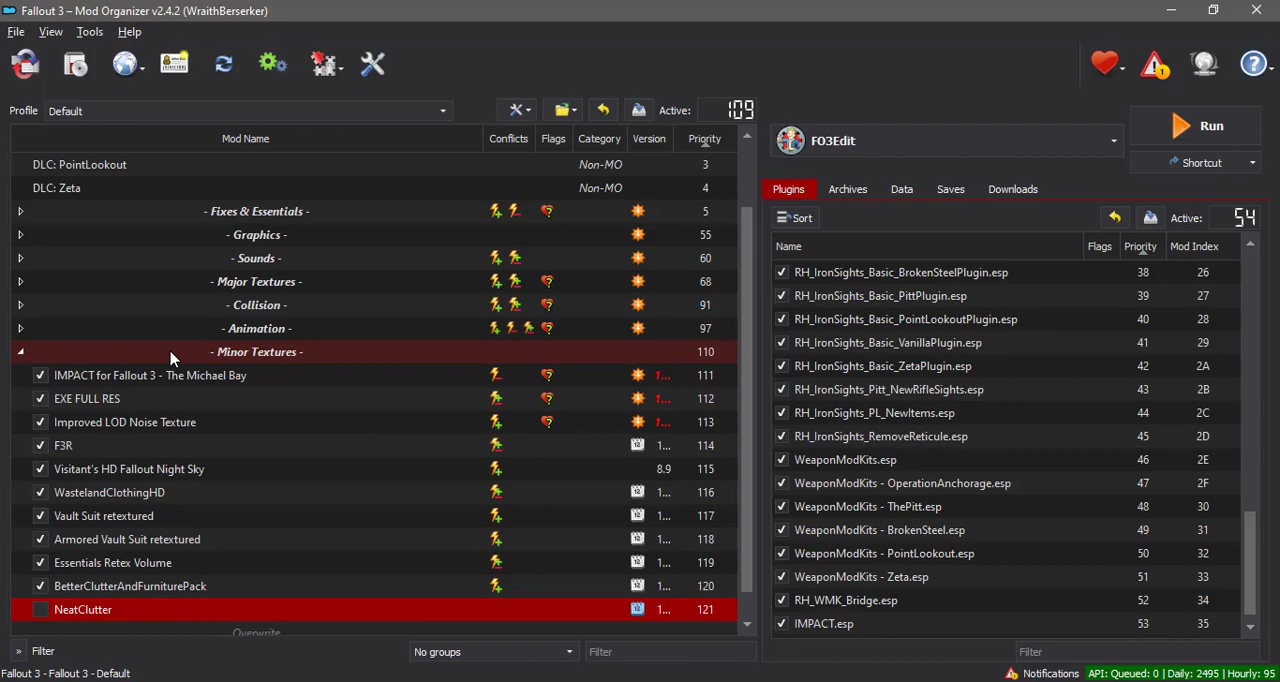 Fallout 3 – Mod Organizer v2.4.2 (WraithBerserker)
File View Tools Help
Profile Default Active: 109
Mod Name Conflicts Flags Category Version Priority
DLC: PointLookout Non-MO 3
DLC: Zeta Non-MO 4
- Fixes & Essentials - 5
- Graphics - 55
- Sounds - 60
- Major Textures - 68
- Collision - 91
- Animation - 97
- Minor Textures - 110
IMPACT for Fallout 3 - The Michael Bay 1... 111
EXE FULL RES 1... 112
Improved LOD Noise Texture 1... 113
F3R 1... 114
Visitant's HD Fallout Night Sky 8.9 115
WastelandClothingHD 1... 116
Vault Suit retextured 1... 117
Armored Vault Suit retextured 1... 118
Essentials Retex Volume 1... 119
BetterClutterAndFurniturePack 1... 120
NeatClutter 1... 121
Overwrite
» Filter No groups Filter
FO3Edit
Run
Shortcut
Plugins Archives Data Saves Downloads
Sort Active: 54
Name Flags Priority Mod Index
RH_IronSights_Basic_BrokenSteelPlugin.esp 38 26
RH_IronSights_Basic_PittPlugin.esp 39 27
RH_IronSights_Basic_PointLookoutPlugin.esp 40 28
RH_IronSights_Basic_VanillaPlugin.esp 41 29
RH_IronSights_Basic_ZetaPlugin.esp 42 2A
RH_IronSights_Pitt_NewRifleSights.esp 43 2B
RH_IronSights_PL_NewItems.esp 44 2C
RH_IronSights_RemoveReticule.esp 45 2D
WeaponModKits.esp 46 2E
WeaponModKits - OperationAnchorage.esp 47 2F
WeaponModKits - ThePitt.esp 48 30
WeaponModKits - BrokenSteel.esp 49 31
WeaponModKits - PointLookout.esp 50 32
WeaponModKits - Zeta.esp 51 33
RH_WMK_Bridge.esp 52 34
IMPACT.esp 53 35
Filter
Fallout 3 - Fallout 3 - Default Notifications API: Queued: 0 | Daily: 2495 | Hourly: 95